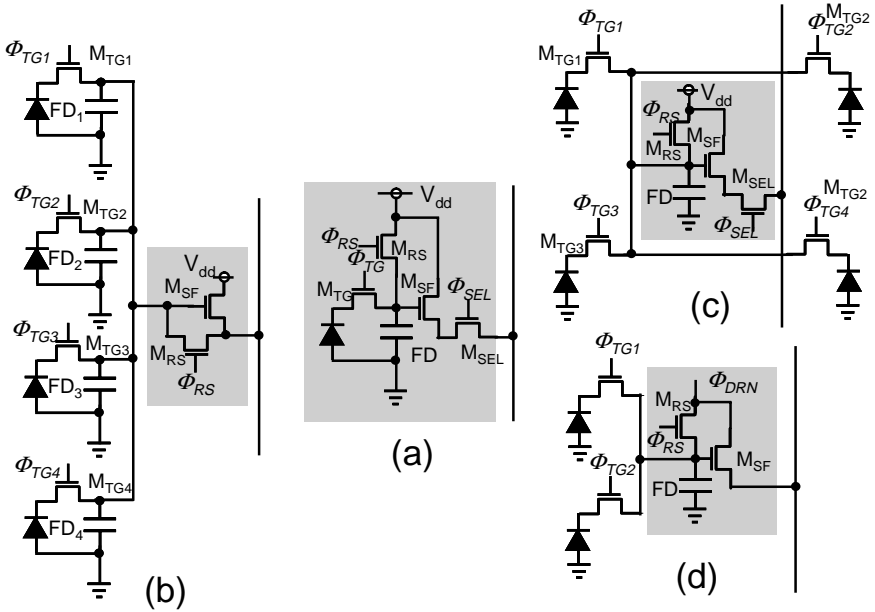 Φ_TG1
M_TG1
FD_1
Φ_TG2
M_TG2
FD_2
Φ_TG3
M_TG3
FD_3
Φ_TG4
M_TG4
FD_4
V_dd
M_SF
M_RS
Φ_RS
(b)
V_dd
Φ_RS
M_RS
Φ_TG
M_TG
M_SF
Φ_SEL
FD
M_SEL
(a)
Φ_TG1
M_TG1
M_TG2
Φ_TG2
V_dd
Φ_RS
M_SF
M_RS
M_SEL
FD
Φ_SEL
Φ_TG3
M_TG3
M_TG2
Φ_TG4
(c)
Φ_TG1
Φ_DRN
M_RS
Φ_RS
M_SF
Φ_TG2
FD
(d)